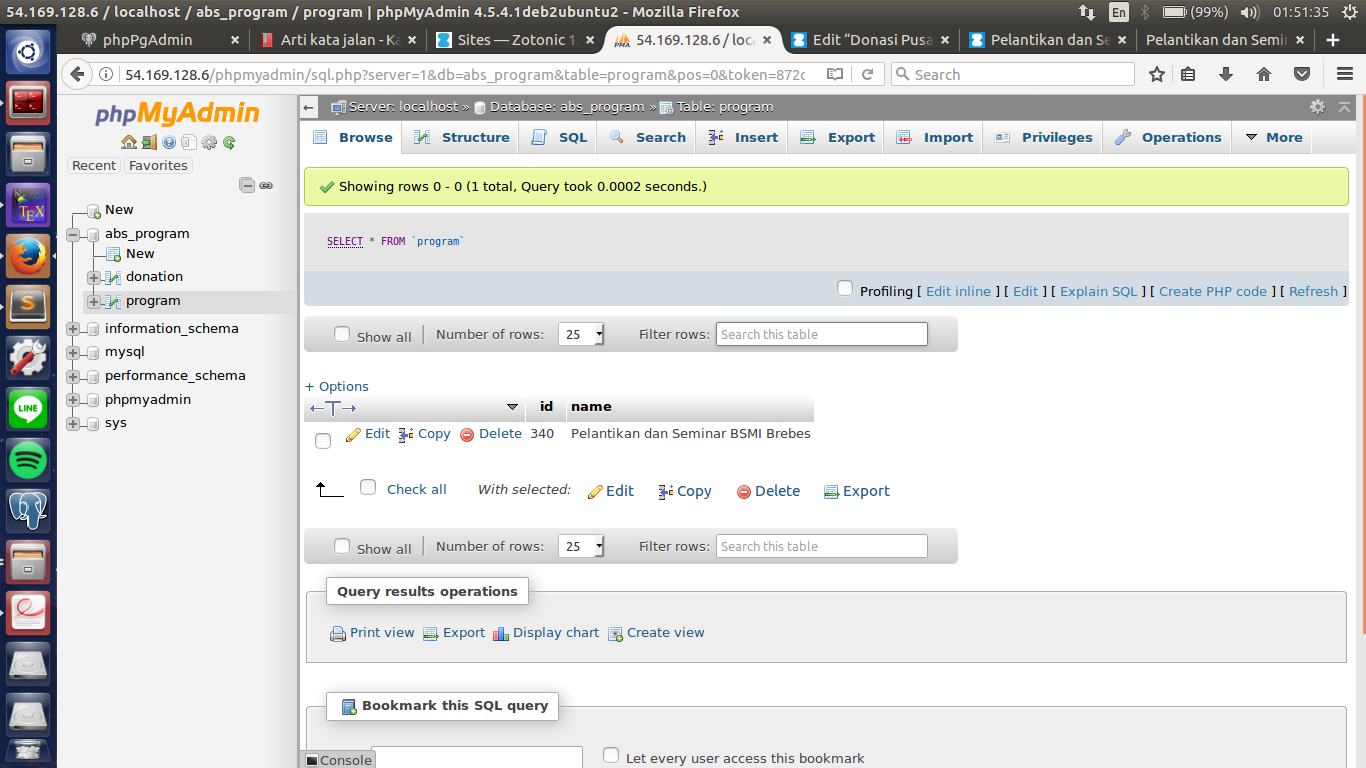 54.169.128.6 / localhost / abs_program / program | phpMyAdmin 4.5.4.1deb2ubuntu2 - Mozilla Firefox
En (99%) 01:51:35
phpPgAdmin × Arti kata jalan - Ka × Sites — Zotonic 1. × 54.169.128.6 / loca × Edit “Donasi Pusa × Pelantikan dan Se × Pelantikan dan Semin × +
54.169.128.6/phpmyadmin/sql.php?server=1&db=abs_program&table=program&pos=0&token=872c
Search
phpMyAdmin
Recent Favorites
New
abs_program
New
donation
program
information_schema
mysql
performance_schema
phpmyadmin
sys
TEX
LINE
Server: localhost » Database: abs_program » Table: program
Browse Structure SQL Search Insert Export Import Privileges Operations More
Showing rows 0 - 0 (1 total, Query took 0.0002 seconds.)
SELECT * FROM `program`
Profiling [ Edit inline ] [ Edit ] [ Explain SQL ] [ Create PHP code ] [ Refresh ]
Show all Number of rows: 25 Filter rows: Search this table
+ Options
←T→ id name
Edit Copy Delete 340 Pelantikan dan Seminar BSMI Brebes
Check all With selected: Edit Copy Delete Export
Show all Number of rows: 25 Filter rows: Search this table
Query results operations
Print view Export Display chart Create view
Bookmark this SQL query
Console
Let every user access this bookmark